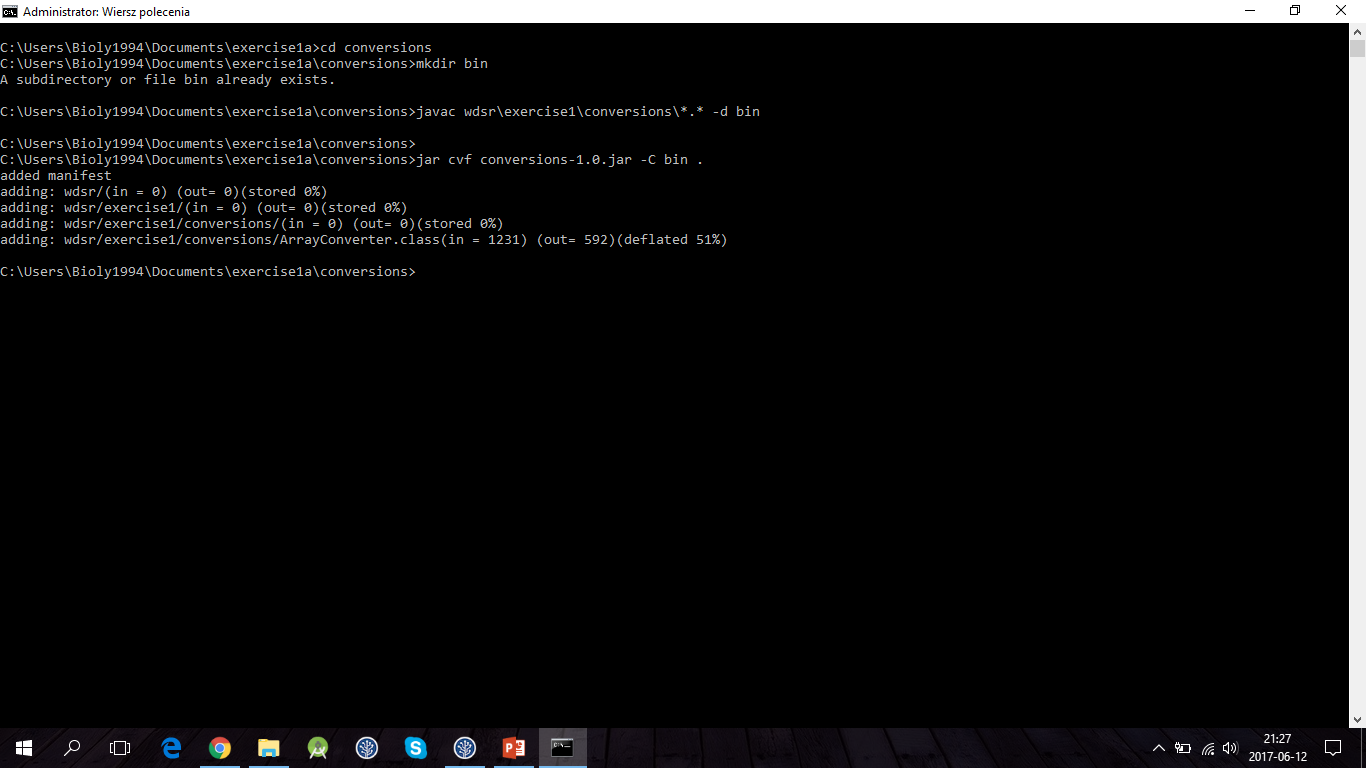 Administrator: Wiersz polecenia
C:\Users\Bioly1994\Documents\exercise1a>cd conversions
C:\Users\Bioly1994\Documents\exercise1a\conversions>mkdir bin
A subdirectory or file bin already exists.
C:\Users\Bioly1994\Documents\exercise1a\conversions>javac wdsr\exercise1\conversions\*.* -d bin
C:\Users\Bioly1994\Documents\exercise1a\conversions>
C:\Users\Bioly1994\Documents\exercise1a\conversions>jar cvf conversions-1.0.jar -C bin .
added manifest
adding: wdsr/(in = 0) (out= 0)(stored 0%)
adding: wdsr/exercise1/(in = 0) (out= 0)(stored 0%)
adding: wdsr/exercise1/conversions/(in = 0) (out= 0)(stored 0%)
adding: wdsr/exercise1/conversions/ArrayConverter.class(in = 1231) (out= 592)(deflated 51%)
C:\Users\Bioly1994\Documents\exercise1a\conversions>
21:27
2017-06-12